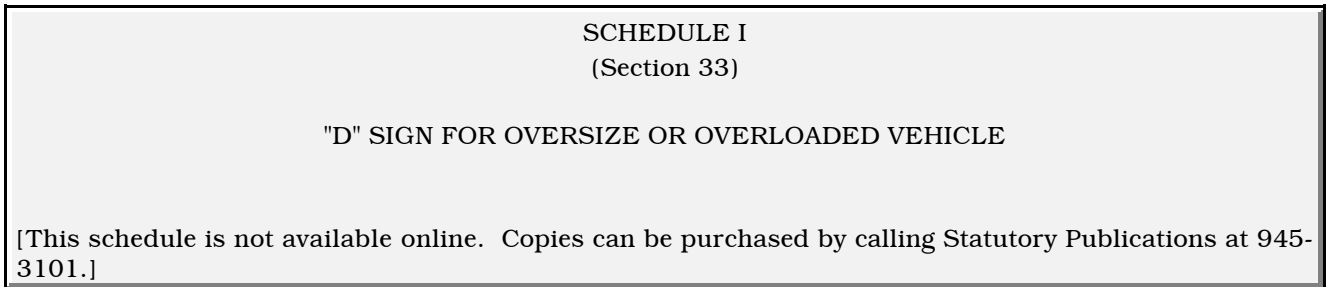 SCHEDULE I
(Section 33)
"D" SIGN FOR OVERSIZE OR OVERLOADED VEHICLE
[This schedule is not available online.  Copies can be purchased by calling Statutory Publications at 945-
3101.]